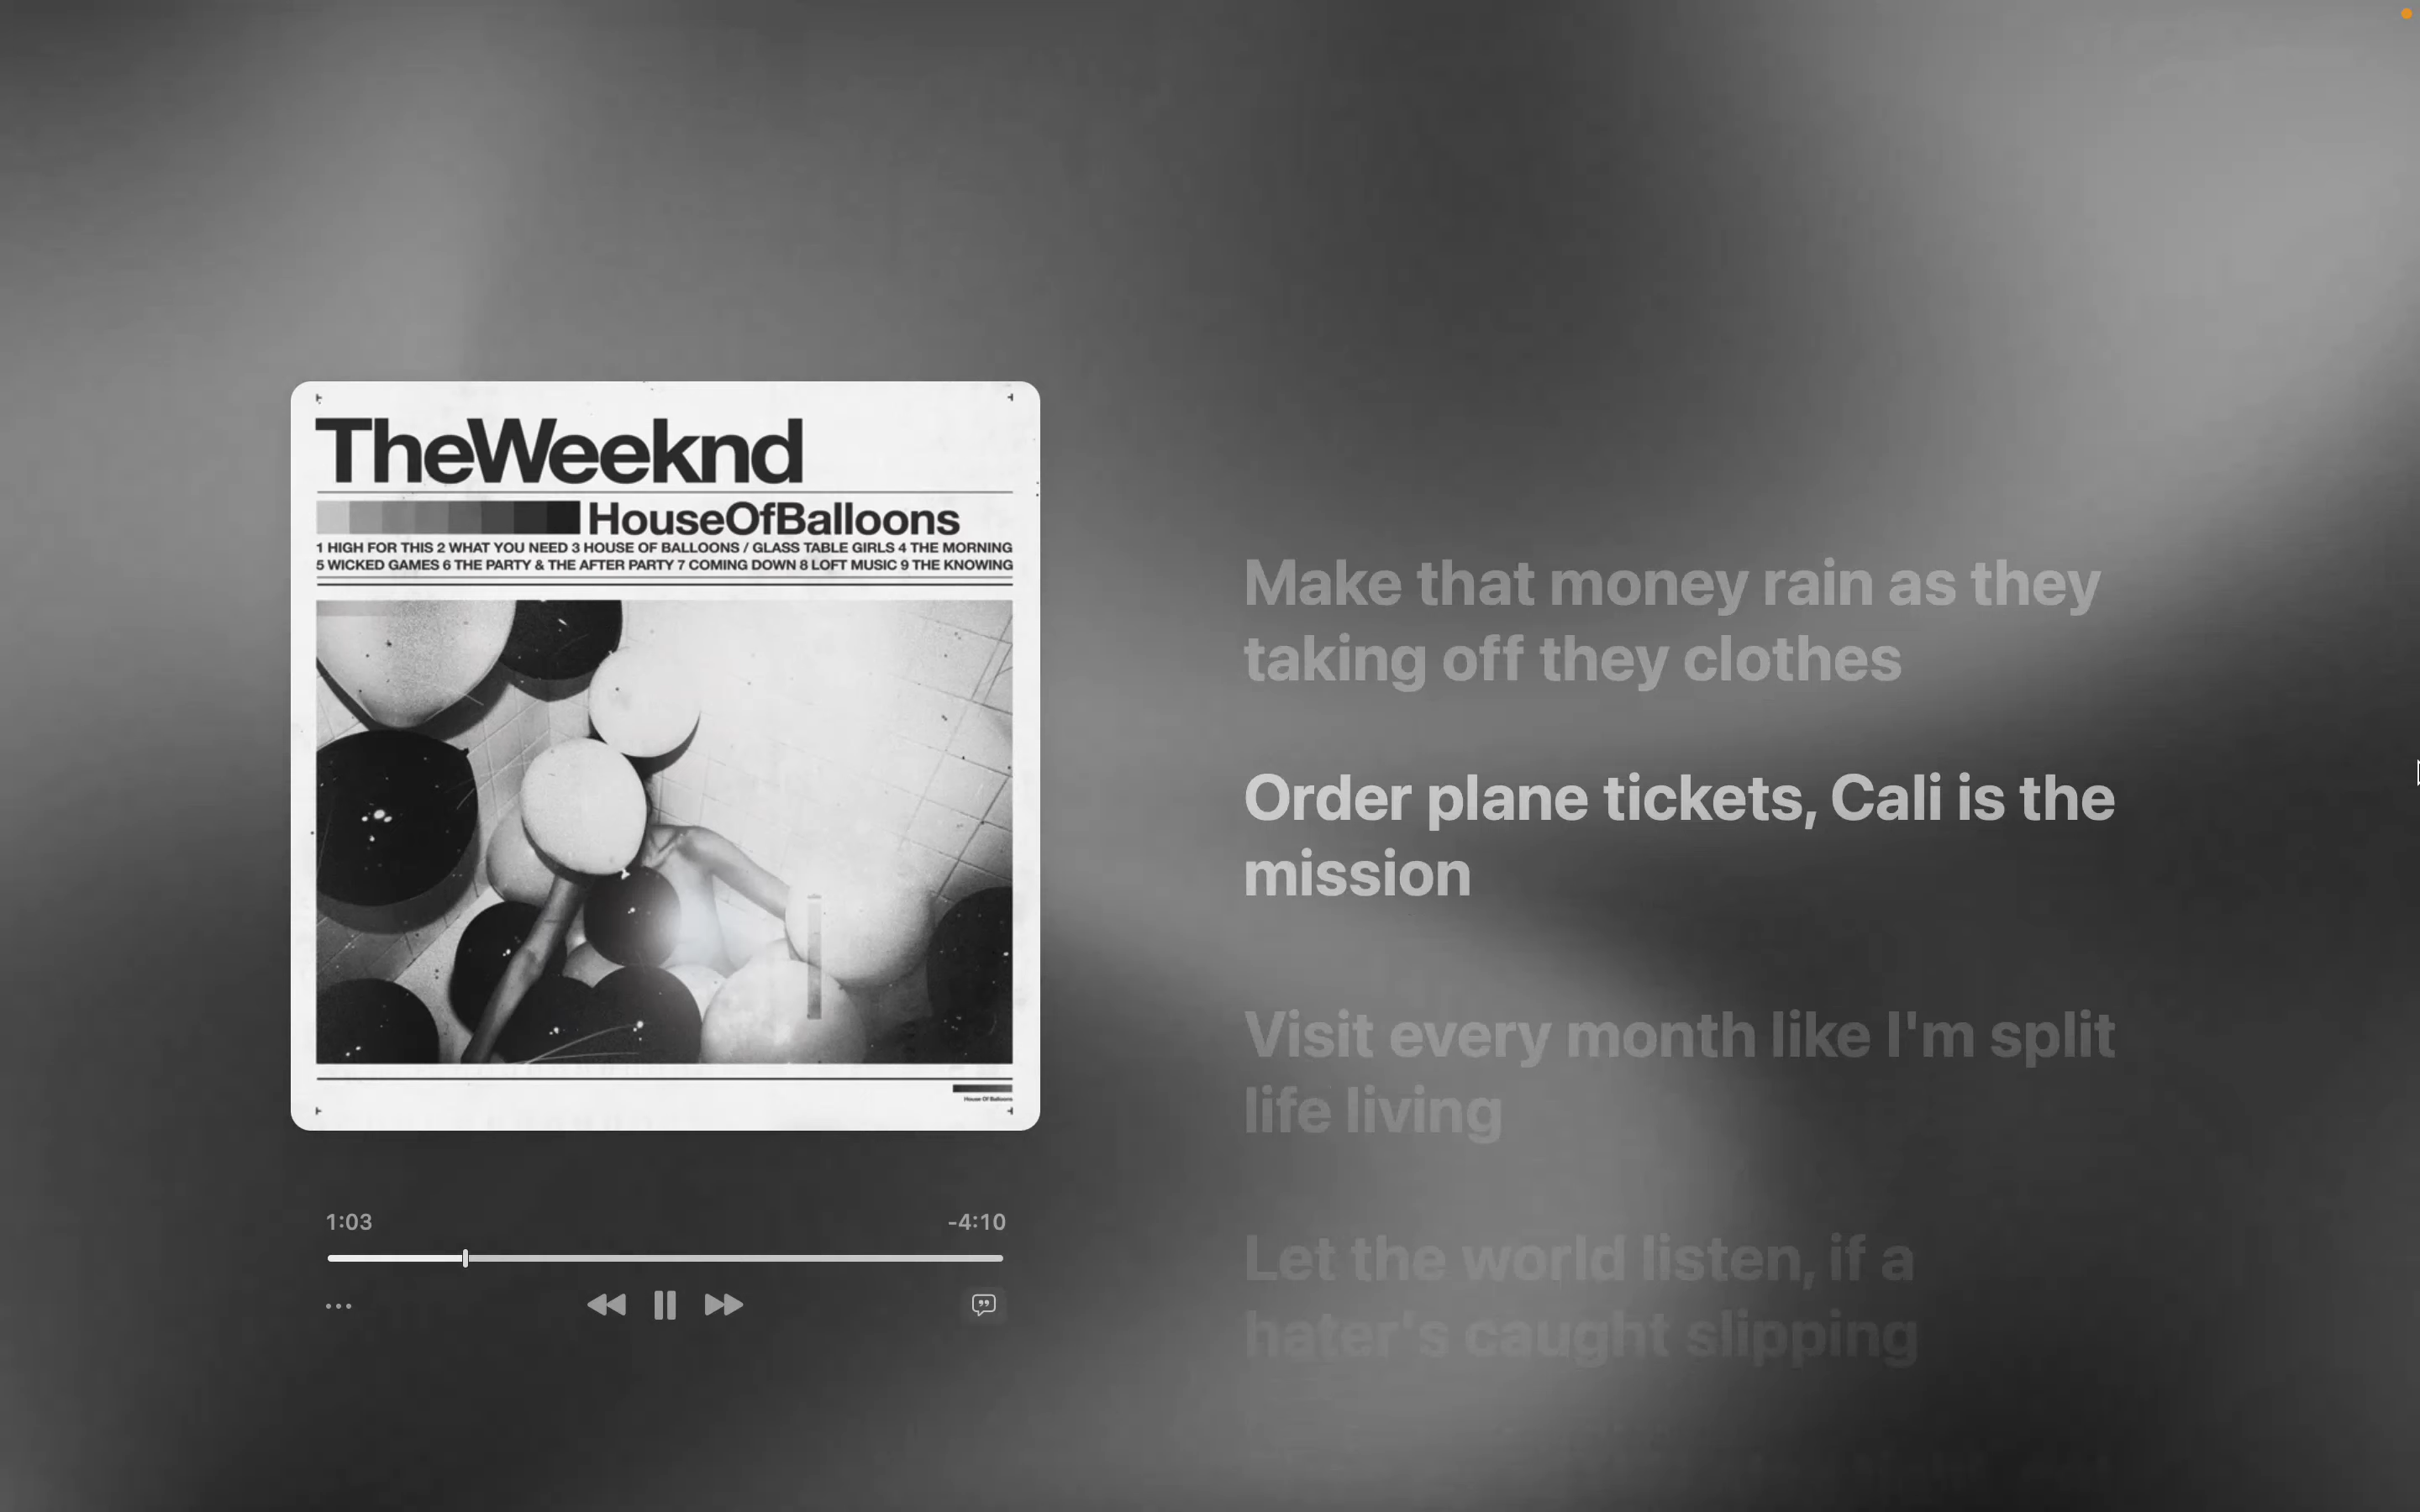 TheWeeknd
HouseOfBalloons
1 HIGH FOR THIS 2 WHAT YOU NEED 3 HOUSE OF BALLOONS / GLASS TABLE GIRLS 4 THE MORNING
5 WICKED GAMES 6 THE PARTY & THE AFTER PARTY 7 COMING DOWN 8 LOFT MUSIC 9 THE KNOWING
House Of Balloons
1:03
-4:10
Make that money rain as they
taking off they clothes
Order plane tickets, Cali is the
mission
Visit every month like I'm split
life living
Let the world listen, if a
hater's caught slipping